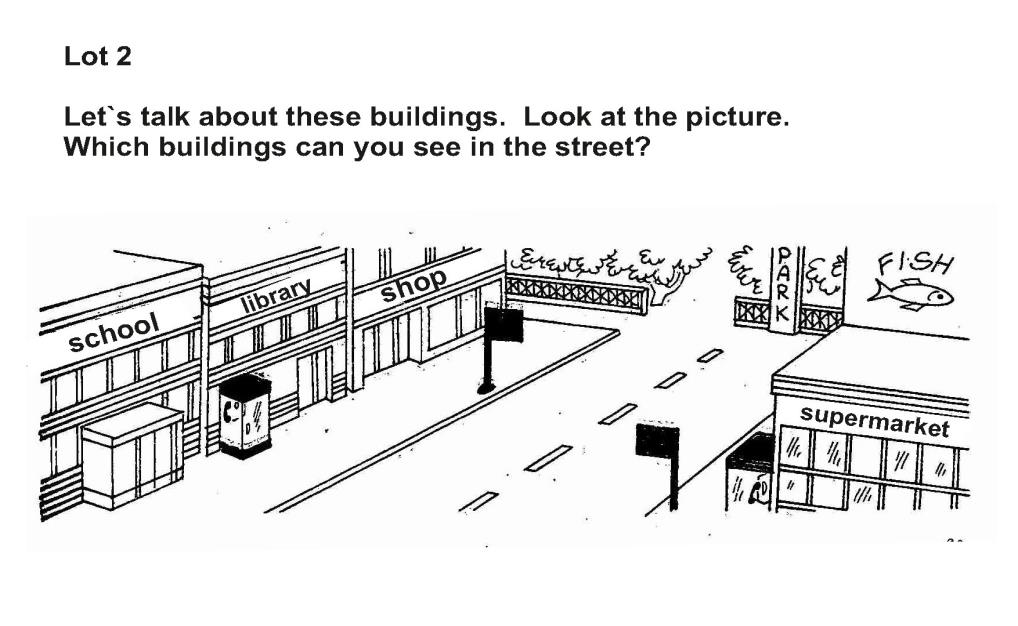 Lot 2
Let`s talk about these buildings.  Look at the picture.
Which buildings can you see in the street?
school
library
shop
PARK
FISH
supermarket